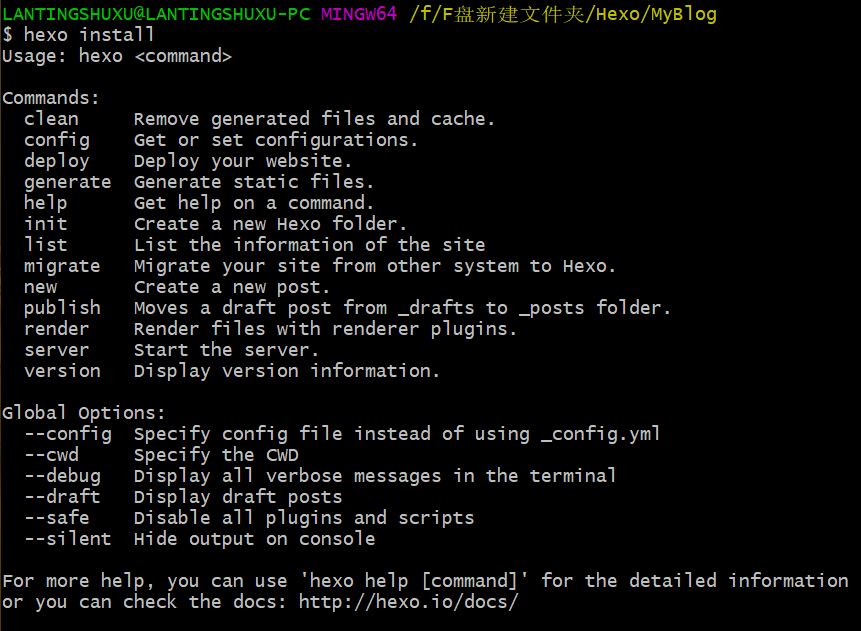 LANTINGSHUXU@LANTINGSHUXU-PC MINGW64 /f/F盘新建文件夹/Hexo/MyBlog
$ hexo install
Usage: hexo <command>

Commands:
  clean     Remove generated files and cache.
  config    Get or set configurations.
  deploy    Deploy your website.
  generate  Generate static files.
  help      Get help on a command.
  init      Create a new Hexo folder.
  list      List the information of the site
  migrate   Migrate your site from other system to Hexo.
  new       Create a new post.
  publish   Moves a draft post from _drafts to _posts folder.
  render    Render files with renderer plugins.
  server    Start the server.
  version   Display version information.

Global Options:
  --config  Specify config file instead of using _config.yml
  --cwd     Specify the CWD
  --debug   Display all verbose messages in the terminal
  --draft   Display draft posts
  --safe    Disable all plugins and scripts
  --silent  Hide output on console

For more help, you can use 'hexo help [command]' for the detailed information
or you can check the docs: http://hexo.io/docs/